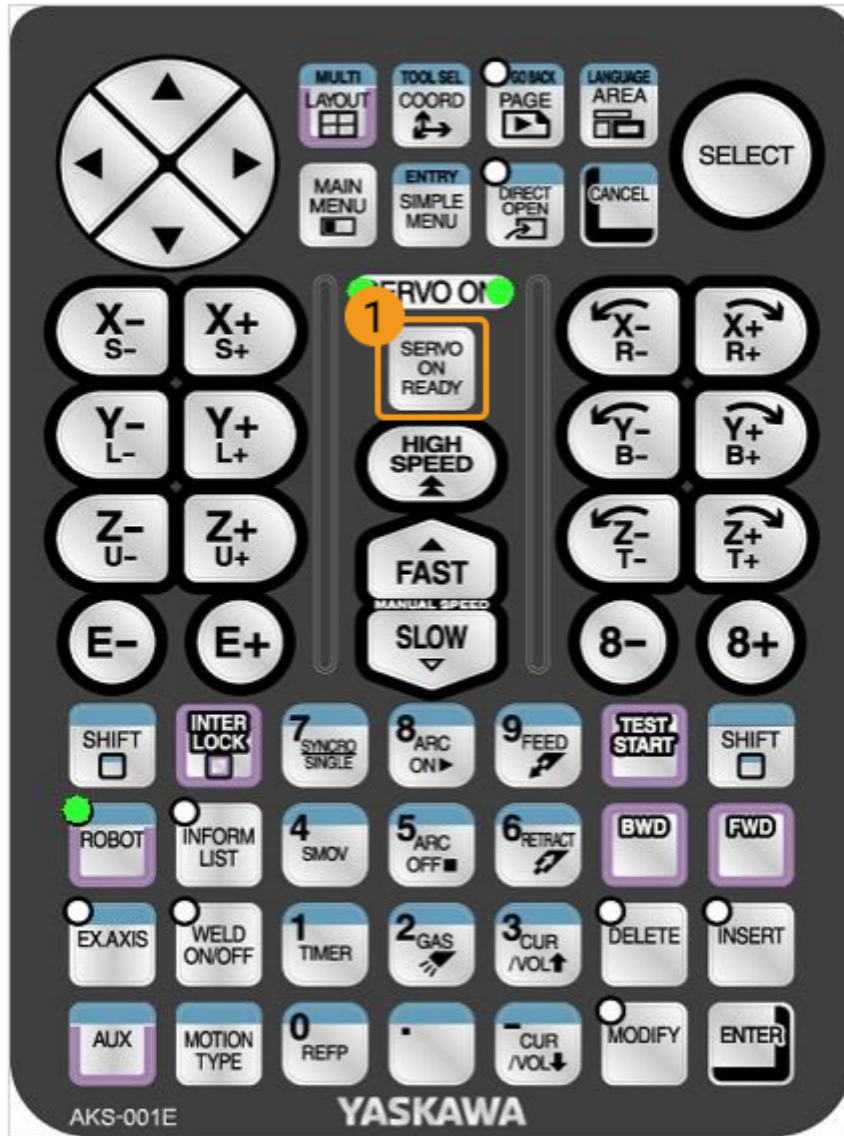 MULTI
LAYOUT
TOOL SEL
COORD
GO BACK
PAGE
LANGUAGE
AREA
SELECT
MAIN
MENU
ENTRY
SIMPLE
MENU
DIRECT
OPEN
CANCEL
SERVO ON
1
SERVO
ON
READY
X-
S-
X+
S+
X-
R-
X+
R+
HIGH
SPEED
Y-
L-
Y+
L+
Y-
B-
Y+
B+
Z-
U-
Z+
U+
FAST
MANUAL SPEED
SLOW
Z-
T-
Z+
T+
E-
E+
8-
8+
SHIFT
INTER
LOCK
7
SYNCRO
SINGLE
8
ARC
ON▶
9
FEED
TEST
START
SHIFT
ROBOT
INFORM
LIST
4
SMOV
5
ARC
OFF■
6
RETRACT
BWD
FWD
EX.AXIS
WELD
ON/OFF
1
TIMER
2
GAS
3
CUR
/VOL⬆
DELETE
INSERT
AUX
MOTION
TYPE
0
REFP
.
-
CUR
/VOL⬇
MODIFY
ENTER
AKS-001E
YASKAWA